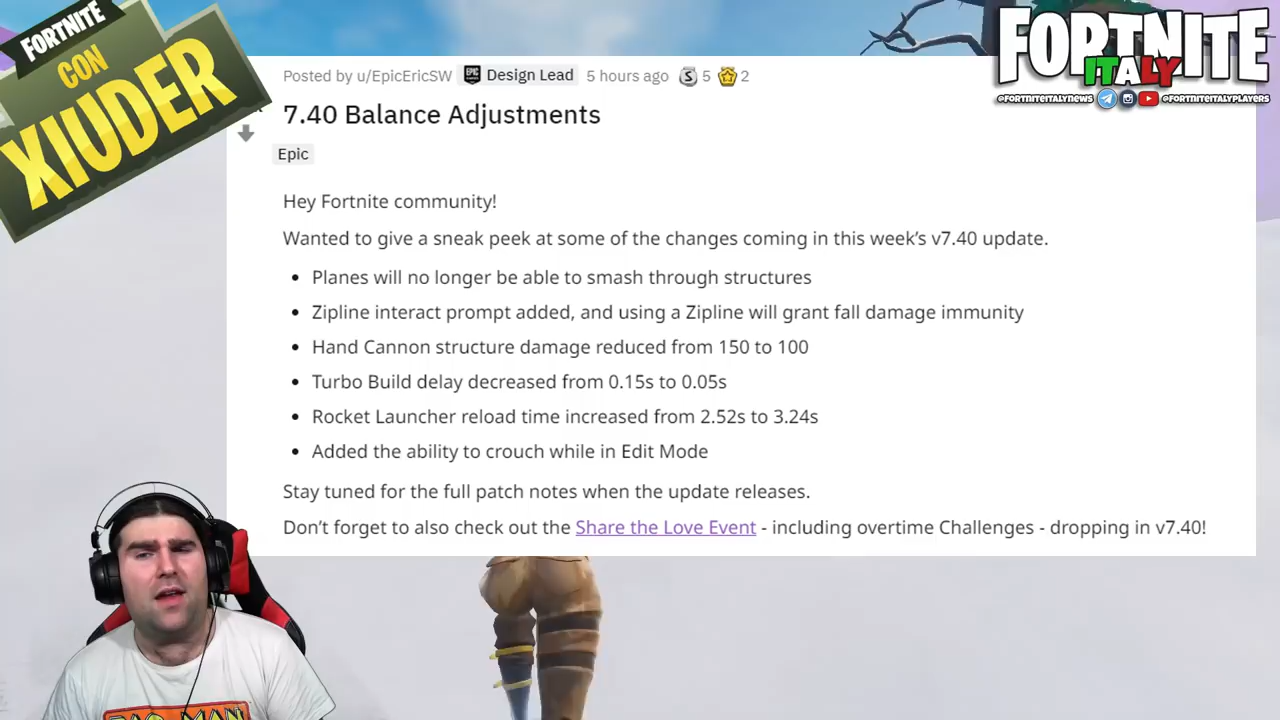 FORTNITE
CON
XIUDER
FORTNITE
ITALY
@FORTNITEITALYNEWS @FORTNITEITALYPLAYERS
Posted by u/EpicEricSW EPIC GAMES Design Lead 5 hours ago S 5 2
7.40 Balance Adjustments
Epic
Hey Fortnite community!
Wanted to give a sneak peek at some of the changes coming in this week’s v7.40 update.
• Planes will no longer be able to smash through structures
• Zipline interact prompt added, and using a Zipline will grant fall damage immunity
• Hand Cannon structure damage reduced from 150 to 100
• Turbo Build delay decreased from 0.15s to 0.05s
• Rocket Launcher reload time increased from 2.52s to 3.24s
• Added the ability to crouch while in Edit Mode
Stay tuned for the full patch notes when the update releases.
Don’t forget to also check out the Share the Love Event - including overtime Challenges - dropping in v7.40!
PAC-MAN